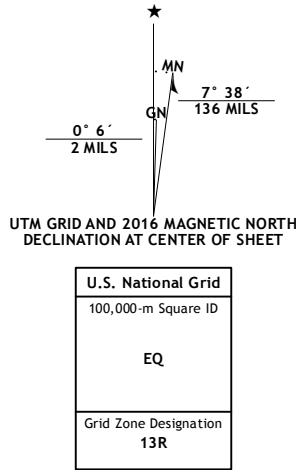 MN
7° 38´
136 MILS
GN
0° 6´
2 MILS
UTM GRID AND 2016 MAGNETIC NORTH
DECLINATION AT CENTER OF SHEET
U.S. National Grid
100,000-m Square ID
EQ
Grid Zone Designation
13R